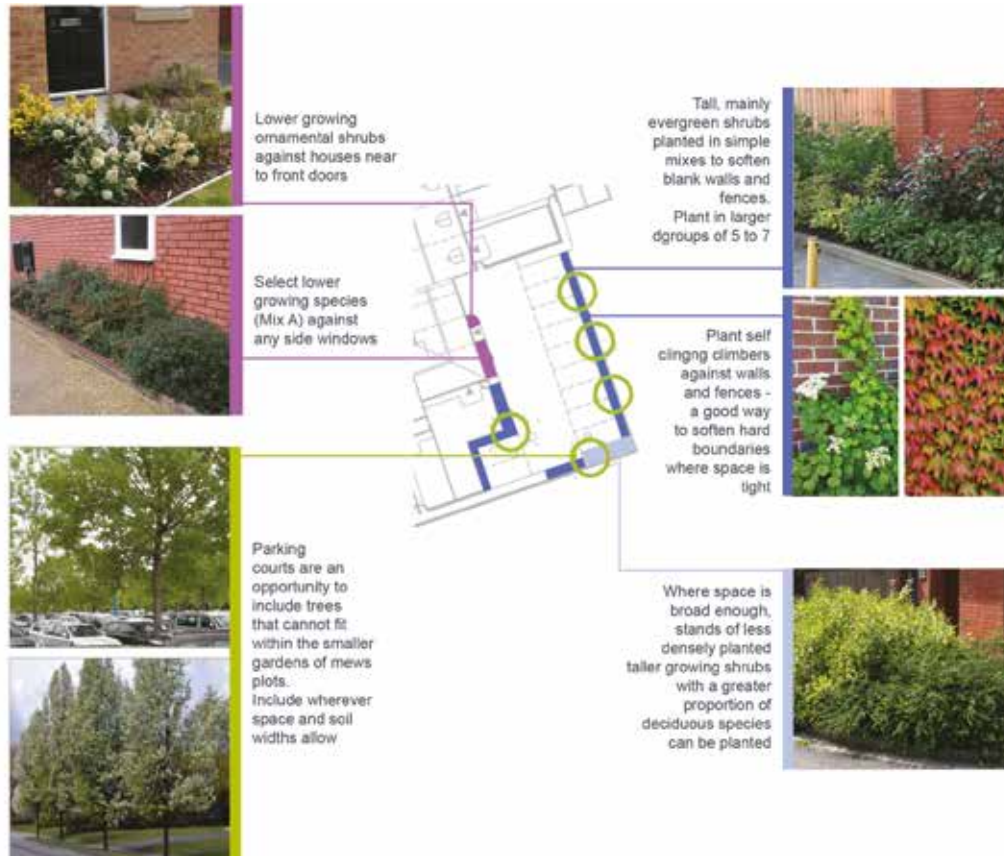 Lower growing
ornamental shrubs
against houses near
to front doors
Select lower
growing species
(Mix A) against
any side windows
Parking
courts are an
opportunity to
include trees
that cannot fit
within the smaller
gardens of mews
plots.
Include wherever
space and soil
widths allow
Tall, mainly
evergreen shrubs
planted in simple
mixes to soften
blank walls and
fences.
Plant in larger
dgroups of 5 to 7
Plant self
clingng climbers
against walls
and fences -
a good way
to soften hard
boundaries
where space is
tight
Where space is
broad enough,
stands of less
densely planted
taller growing shrubs
with a greater
proportion of
deciduous species
can be planted